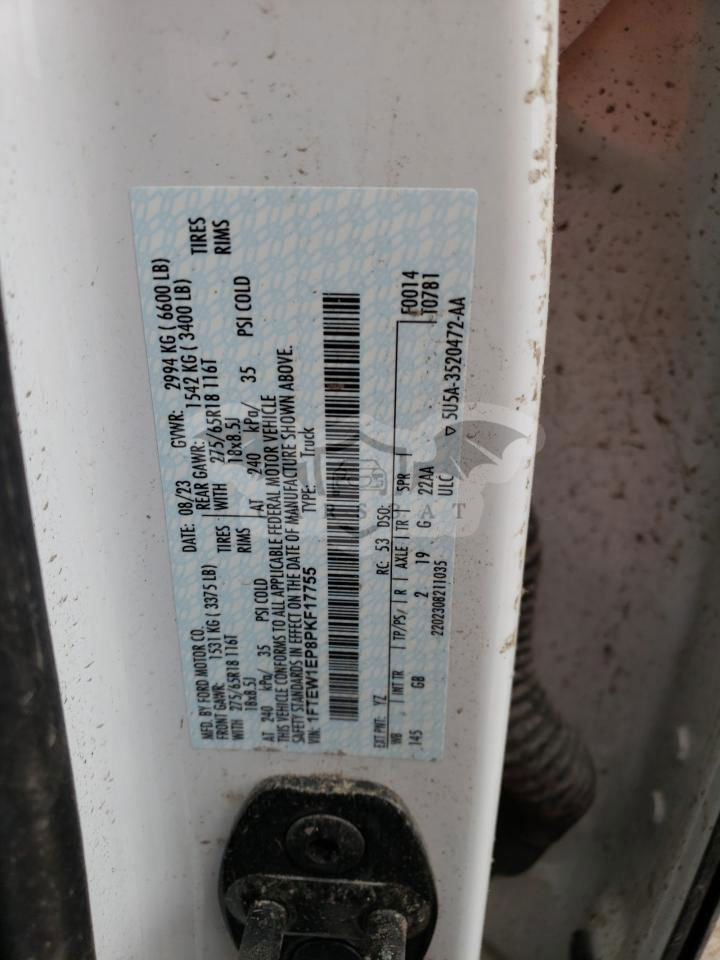 MFD. BY FORD MOTOR CO. DATE: 08/23 GVWR: 2994 KG ( 6600 LB)
FRONT GAWR: 1531 KG ( 3375 LB) REAR GAWR: 1542 KG ( 3400 LB)
WITH 275/65R18 116T TIRES WITH 275/65R18 116T TIRES
18x8.5J RIMS 18x8.5J RIMS
AT 240 kPa/ 35 PSI COLD AT 240 kPa/ 35 PSI COLD
THIS VEHICLE CONFORMS TO ALL APPLICABLE FEDERAL MOTOR VEHICLE
SAFETY STANDARDS IN EFFECT ON THE DATE OF MANUFACTURE SHOWN ABOVE.
VIN: 1FTEW1EP8PKF17755 TYPE: Truck
EXT PNT: YZ RC: 53 DSO: F0014
WB INT TR TP/PS R AXLE TR SPR T0781
145 GB 2 19 G 22AA
2202308211035 ULC ▽ 5U5A-3520472-AA